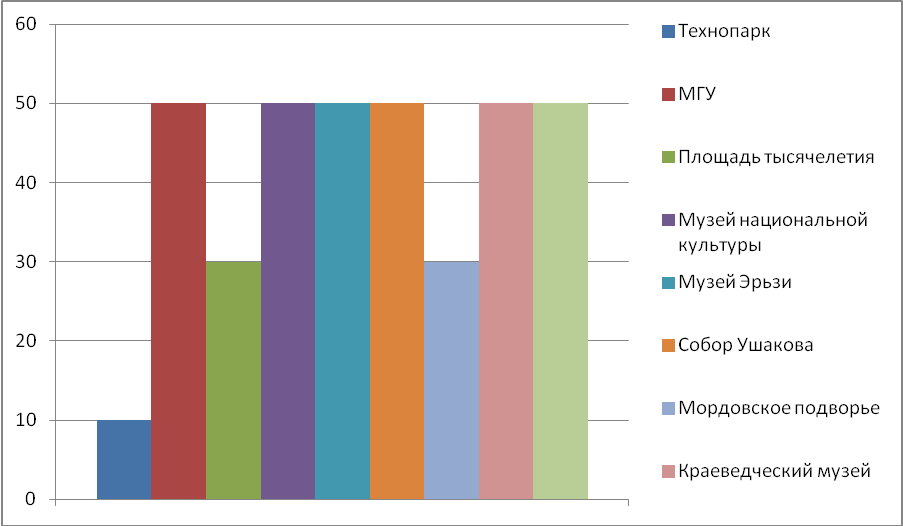 60
50
40
30
20
10
0
Технопарк
МГУ
Площадь тысячелетия
Музей национальной
культуры
Музей Эрьзи
Собор Ушакова
Мордовское подворье
Краеведческий музей